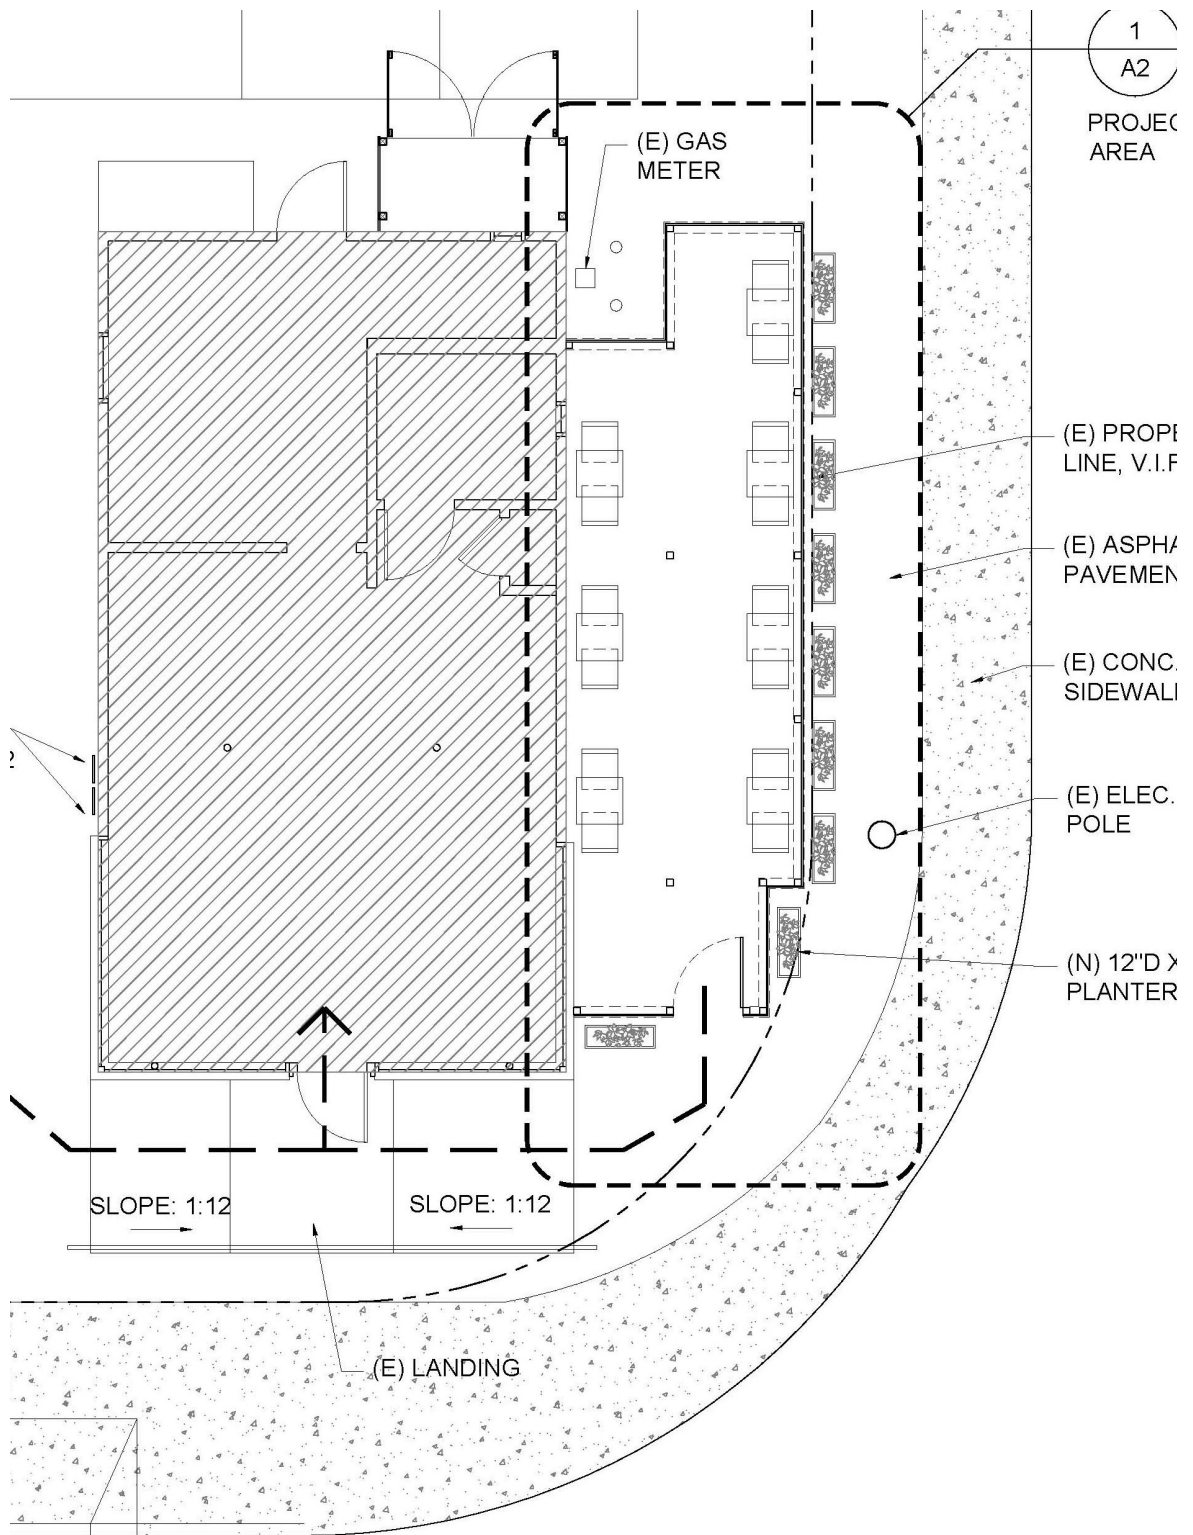 1
A2
PROJEC
AREA
(E) GAS
METER
(E) PROPE
LINE, V.I.F
(E) ASPHA
PAVEMEN
(E) CONC.
SIDEWAL
(E) ELEC.
POLE
(N) 12"D X
PLANTER
SLOPE: 1:12
SLOPE: 1:12
(E) LANDING